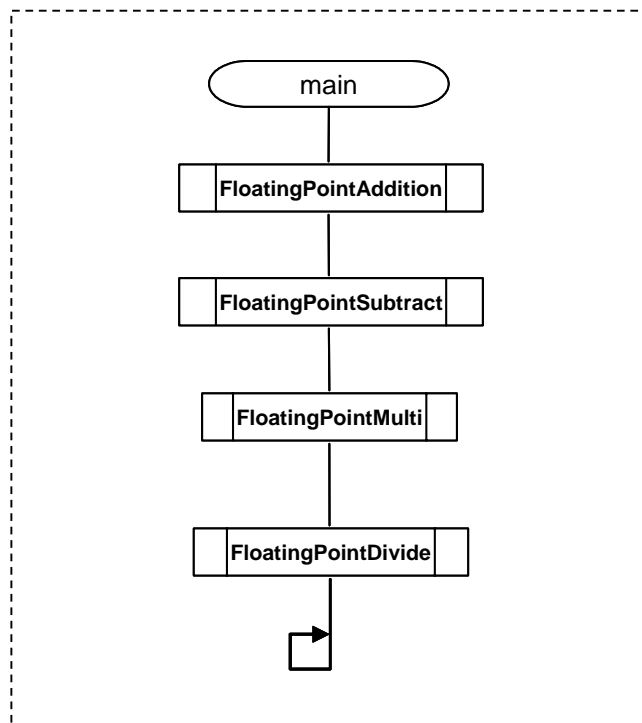 main
FloatingPointAddition
FloatingPointSubtract
FloatingPointMulti
FloatingPointDivide